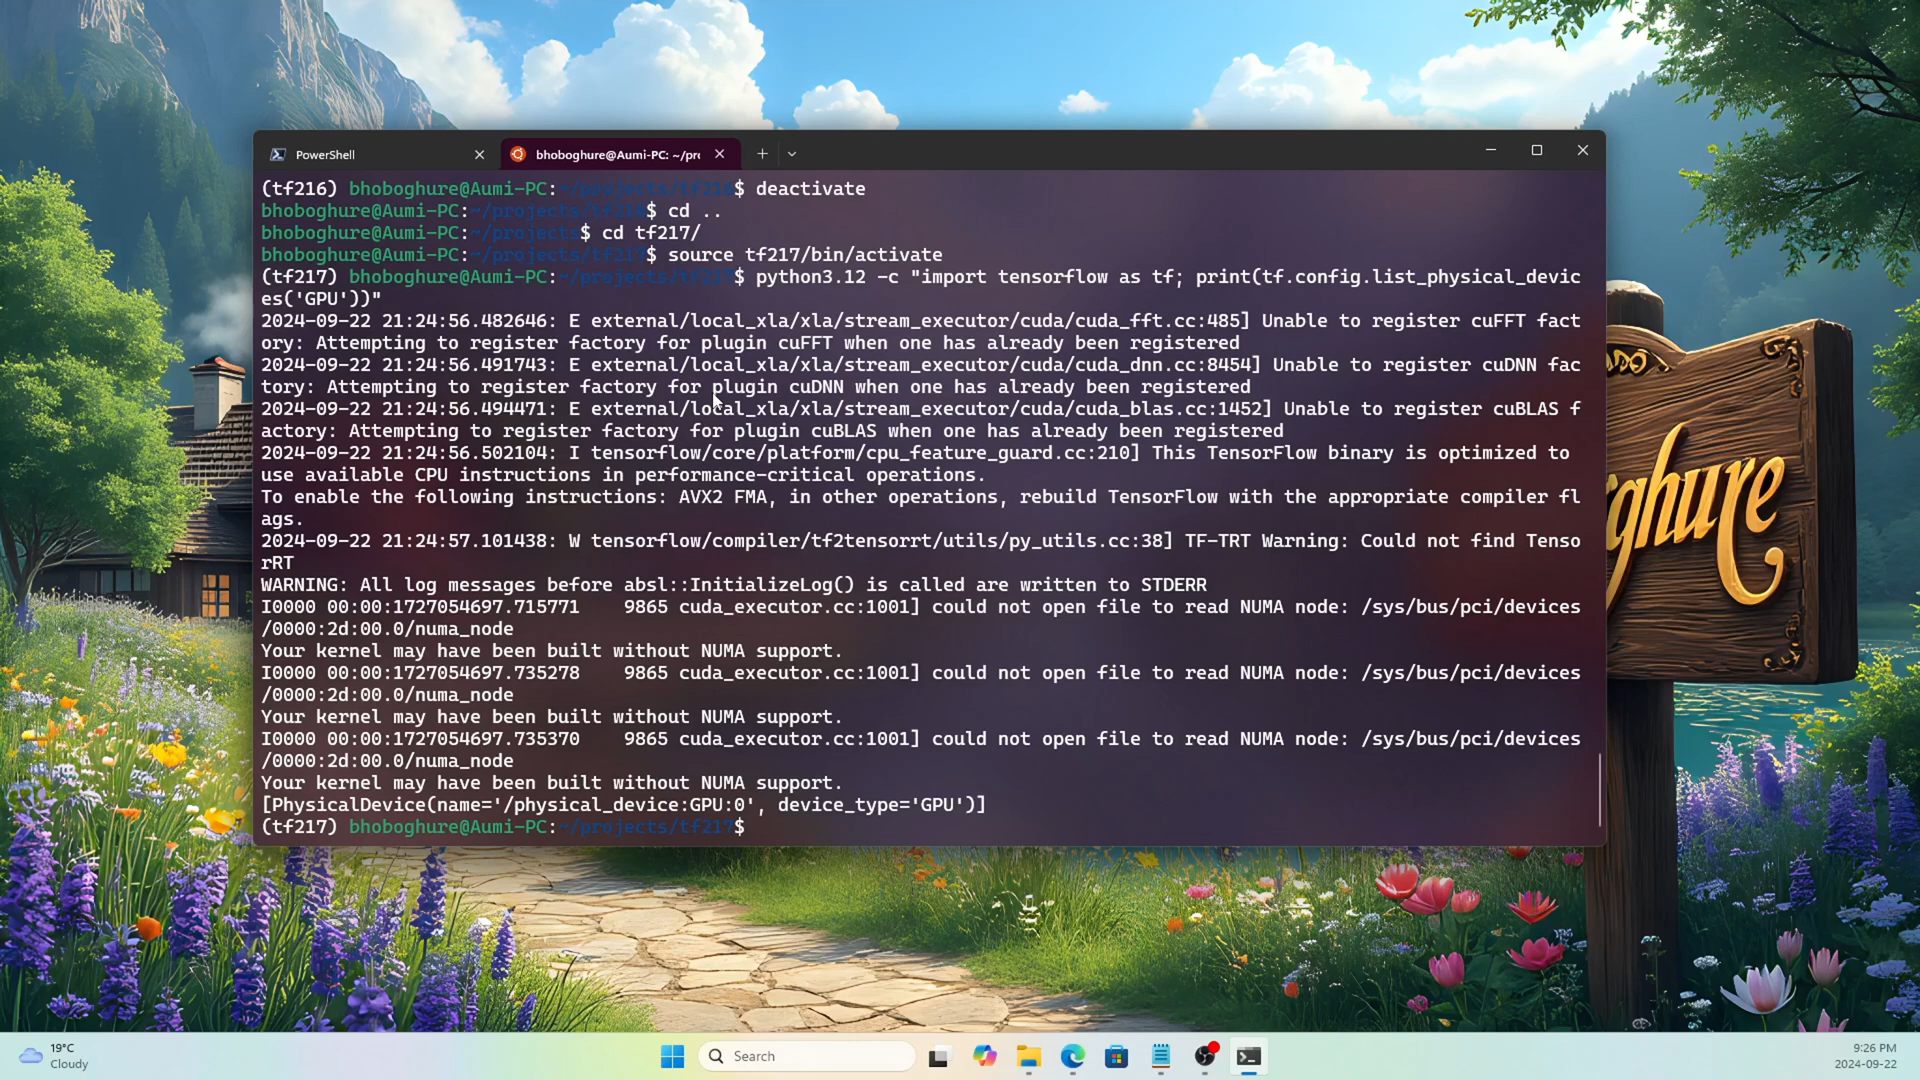 PowerShell
bhoboghure@Aumi-PC: ~/pr
(tf216) bhoboghure@Aumi-PC:~/projects/tf216$ deactivate
bhoboghure@Aumi-PC:~/projects/tf216$ cd ..
bhoboghure@Aumi-PC:~/projects$ cd tf217/
bhoboghure@Aumi-PC:~/projects/tf217$ source tf217/bin/activate
(tf217) bhoboghure@Aumi-PC:~/projects/tf217$ python3.12 -c "import tensorflow as tf; print(tf.config.list_physical_devic
es('GPU'))"
2024-09-22 21:24:56.482646: E external/local_xla/xla/stream_executor/cuda/cuda_fft.cc:485] Unable to register cuFFT fact
ory: Attempting to register factory for plugin cuFFT when one has already been registered
2024-09-22 21:24:56.491743: E external/local_xla/xla/stream_executor/cuda/cuda_dnn.cc:8454] Unable to register cuDNN fac
tory: Attempting to register factory for plugin cuDNN when one has already been registered
2024-09-22 21:24:56.494471: E external/local_xla/xla/stream_executor/cuda/cuda_blas.cc:1452] Unable to register cuBLAS f
actory: Attempting to register factory for plugin cuBLAS when one has already been registered
2024-09-22 21:24:56.502104: I tensorflow/core/platform/cpu_feature_guard.cc:210] This TensorFlow binary is optimized to
use available CPU instructions in performance-critical operations.
To enable the following instructions: AVX2 FMA, in other operations, rebuild TensorFlow with the appropriate compiler fl
ags.
2024-09-22 21:24:57.101438: W tensorflow/compiler/tf2tensorrt/utils/py_utils.cc:38] TF-TRT Warning: Could not find Tenso
rRT
WARNING: All log messages before absl::InitializeLog() is called are written to STDERR
I0000 00:00:1727054697.715771    9865 cuda_executor.cc:1001] could not open file to read NUMA node: /sys/bus/pci/devices
/0000:2d:00.0/numa_node
Your kernel may have been built without NUMA support.
I0000 00:00:1727054697.735278    9865 cuda_executor.cc:1001] could not open file to read NUMA node: /sys/bus/pci/devices
/0000:2d:00.0/numa_node
Your kernel may have been built without NUMA support.
I0000 00:00:1727054697.735370    9865 cuda_executor.cc:1001] could not open file to read NUMA node: /sys/bus/pci/devices
/0000:2d:00.0/numa_node
Your kernel may have been built without NUMA support.
[PhysicalDevice(name='/physical_device:GPU:0', device_type='GPU')]
(tf217) bhoboghure@Aumi-PC:~/projects/tf217$
ghure
19°C
Cloudy
Search
9:26 PM
2024-09-22